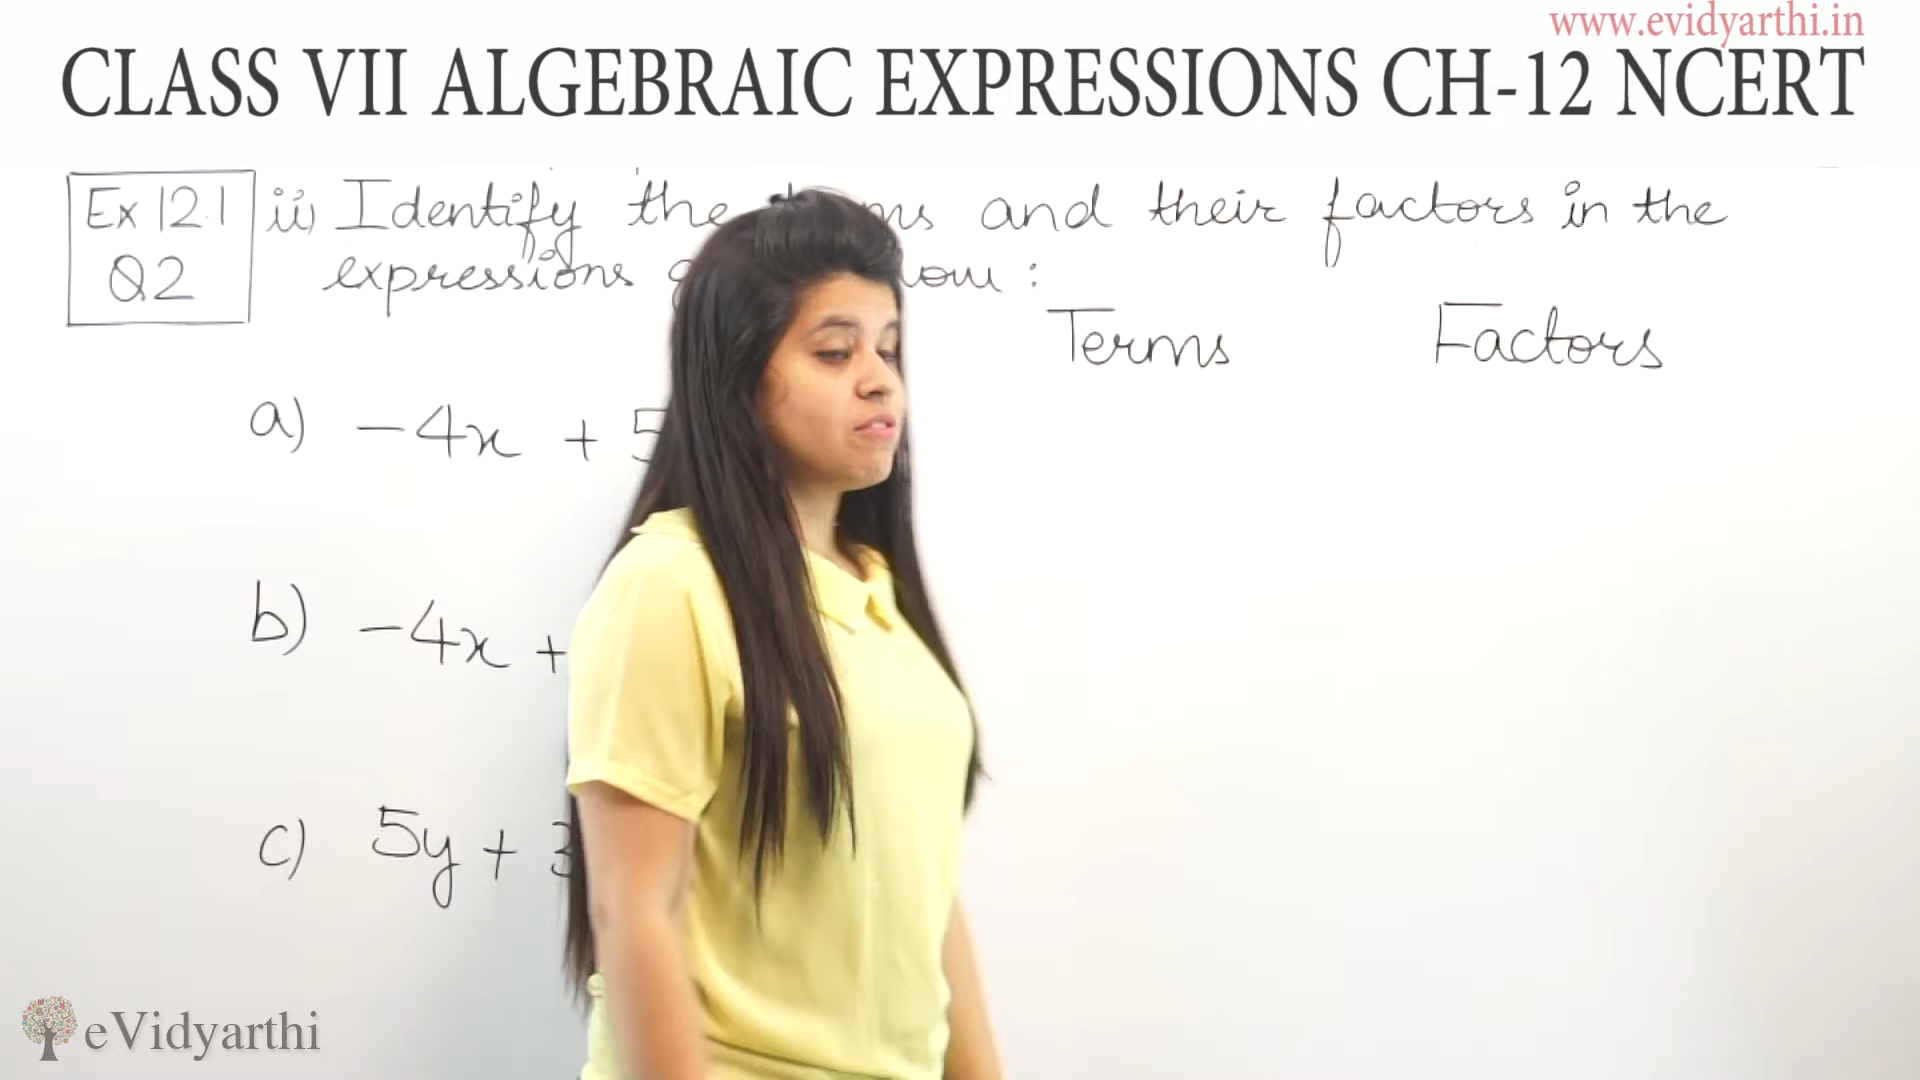 www.evidyarthi.in
CLASS VII ALGEBRAIC EXPRESSIONS CH-12 NCERT
Ex 12.1 ii) Identify the and their factors in the
Q2 expressions :
Terms Factors
a) -4x + 5
b) -4x +
c) 5y + 3
eVidyarthi